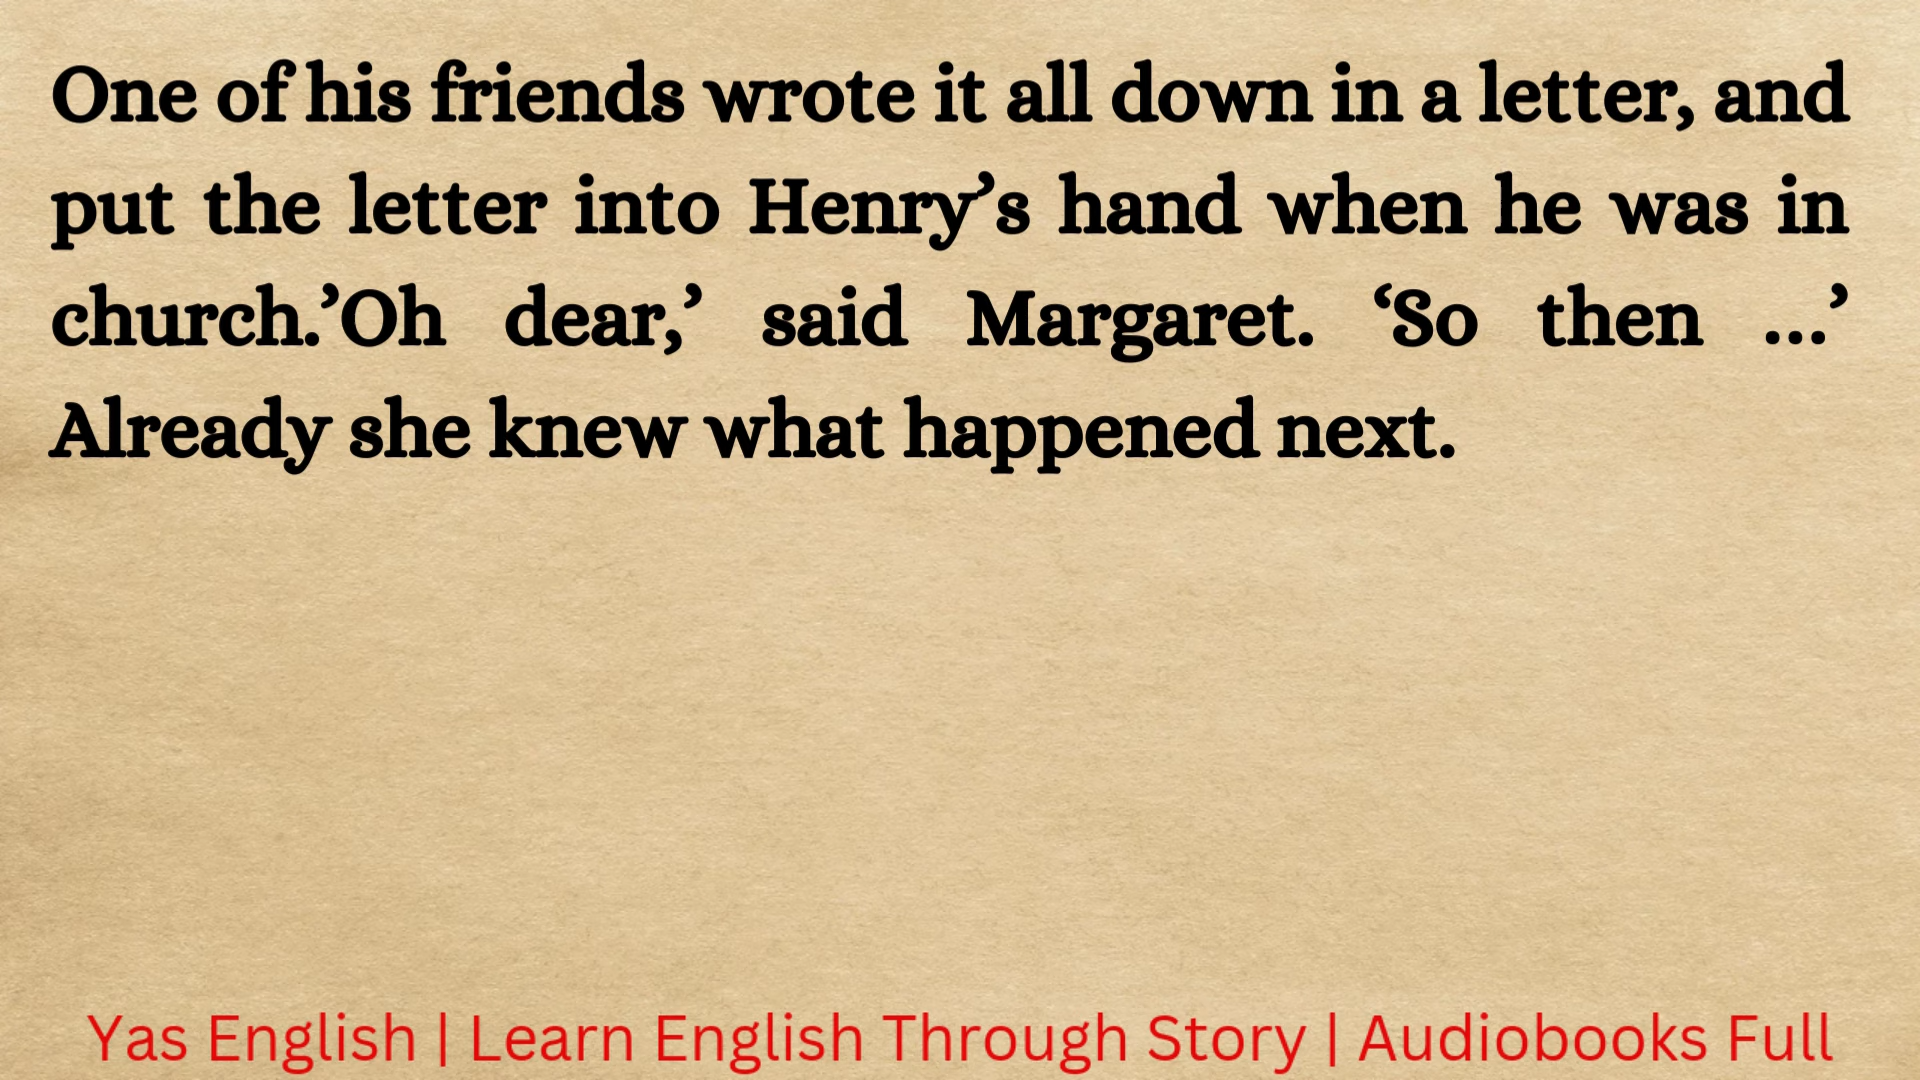 One of his friends wrote it all down in a letter, and
put the letter into Henry’s hand when he was in
church.’Oh dear,’ said Margaret. ‘So then ...’
Already she knew what happened next.
Yas English | Learn English Through Story | Audiobooks Full